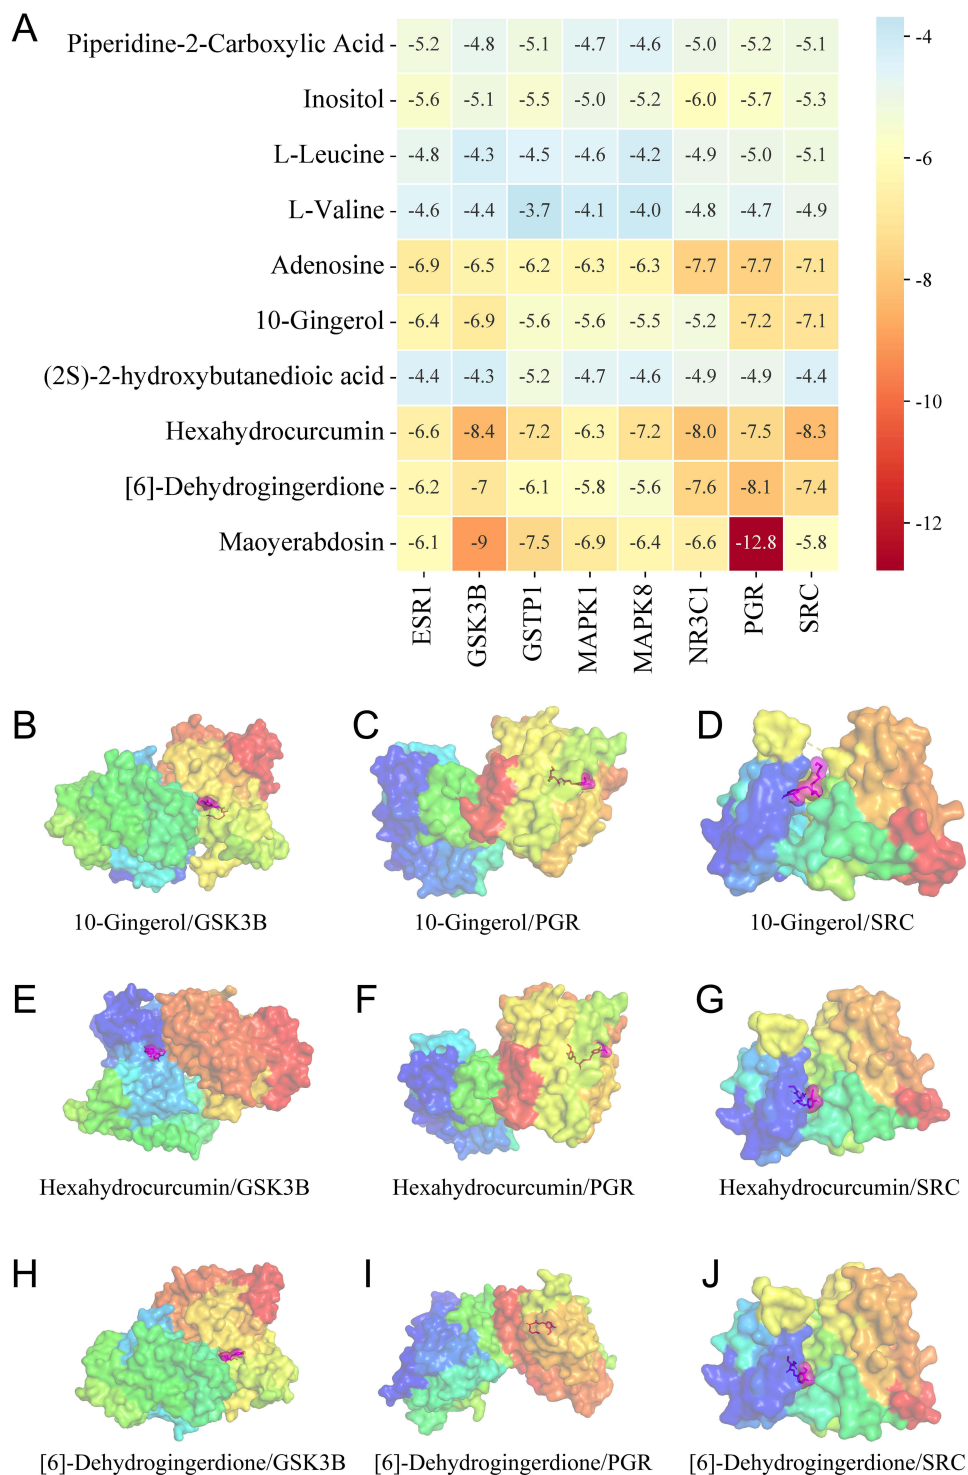 A
Piperidine-2-Carboxylic Acid -5.2 -4.8 -5.1 -4.7 -4.6 -5.0 -5.2 -5.1
Inositol -5.6 -5.1 -5.5 -5.0 -5.2 -6.0 -5.7 -5.3
L-Leucine -4.8 -4.3 -4.5 -4.6 -4.2 -4.9 -5.0 -5.1
L-Valine -4.6 -4.4 -3.7 -4.1 -4.0 -4.8 -4.7 -4.9
Adenosine -6.9 -6.5 -6.2 -6.3 -6.3 -7.7 -7.7 -7.1
10-Gingerol -6.4 -6.9 -5.6 -5.6 -5.5 -5.2 -7.2 -7.1
(2S)-2-hydroxybutanedioic acid -4.4 -4.3 -5.2 -4.7 -4.6 -4.9 -4.9 -4.4
Hexahydrocurcumin -6.6 -8.4 -7.2 -6.3 -7.2 -8.0 -7.5 -8.3
[6]-Dehydrogingerdione -6.2 -7 -6.1 -5.8 -5.6 -7.6 -8.1 -7.4
Maoyerabdosin -6.1 -9 -7.5 -6.9 -6.4 -6.6 -12.8 -5.8
ESR1 GSK3B GSTP1 MAPK1 MAPK8 NR3C1 PGR SRC
-4
-6
-8
-10
-12
B C D
10-Gingerol/GSK3B 10-Gingerol/PGR 10-Gingerol/SRC
E F G
Hexahydrocurcumin/GSK3B Hexahydrocurcumin/PGR Hexahydrocurcumin/SRC
H I J
[6]-Dehydrogingerdione/GSK3B [6]-Dehydrogingerdione/PGR [6]-Dehydrogingerdione/SRC